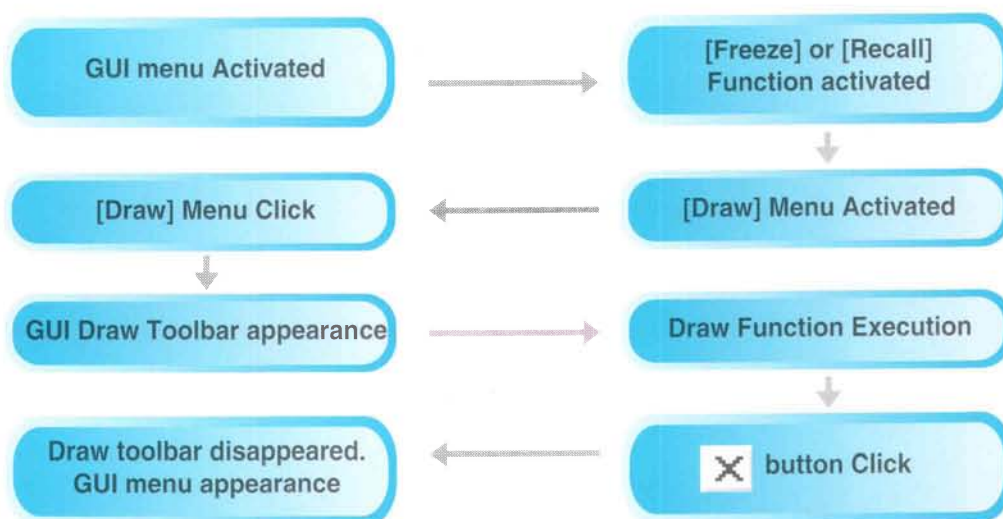 GUI menu Activated
[Freeze] or [Recall]
Function activated
[Draw] Menu Activated
[Draw] Menu Click
GUI Draw Toolbar appearance
Draw Function Execution
X button Click
Draw toolbar disappeared.
GUI menu appearance